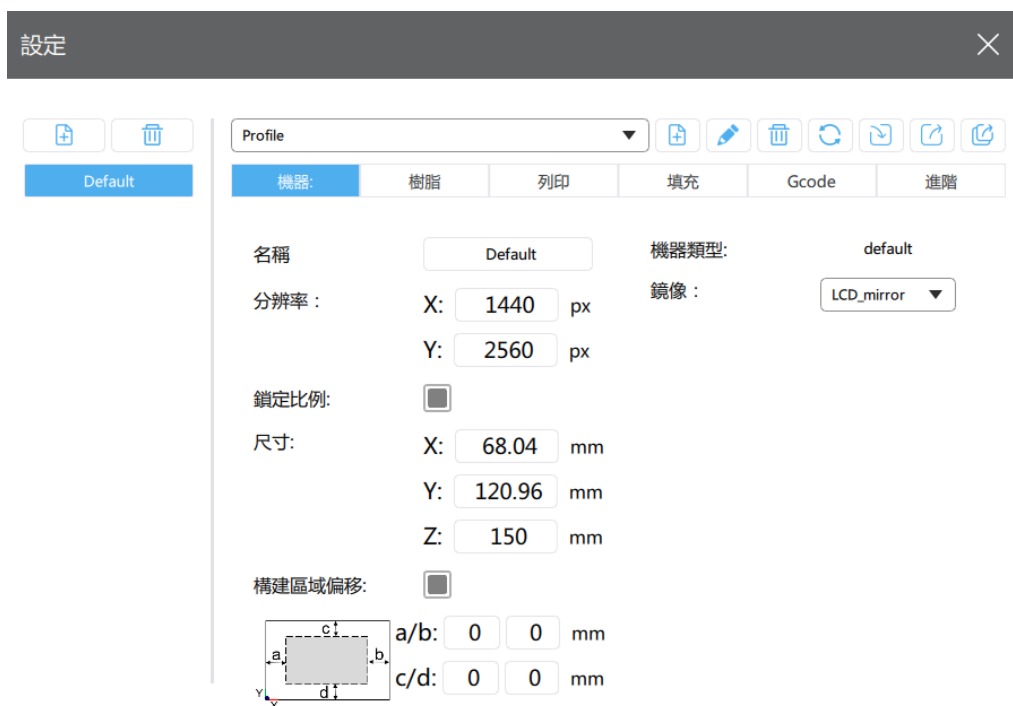 設定
Profile
Default
機器:
樹脂
列印
填充
Gcode
進階
名稱
Default
機器類型:
default
分辨率：
X: 1440 px
鏡像：
LCD_mirror
Y: 2560 px
鎖定比例:
尺寸:
X: 68.04 mm
Y: 120.96 mm
Z: 150 mm
構建區域偏移:
c
a
b
d
Y
X
a/b: 0 0 mm
c/d: 0 0 mm